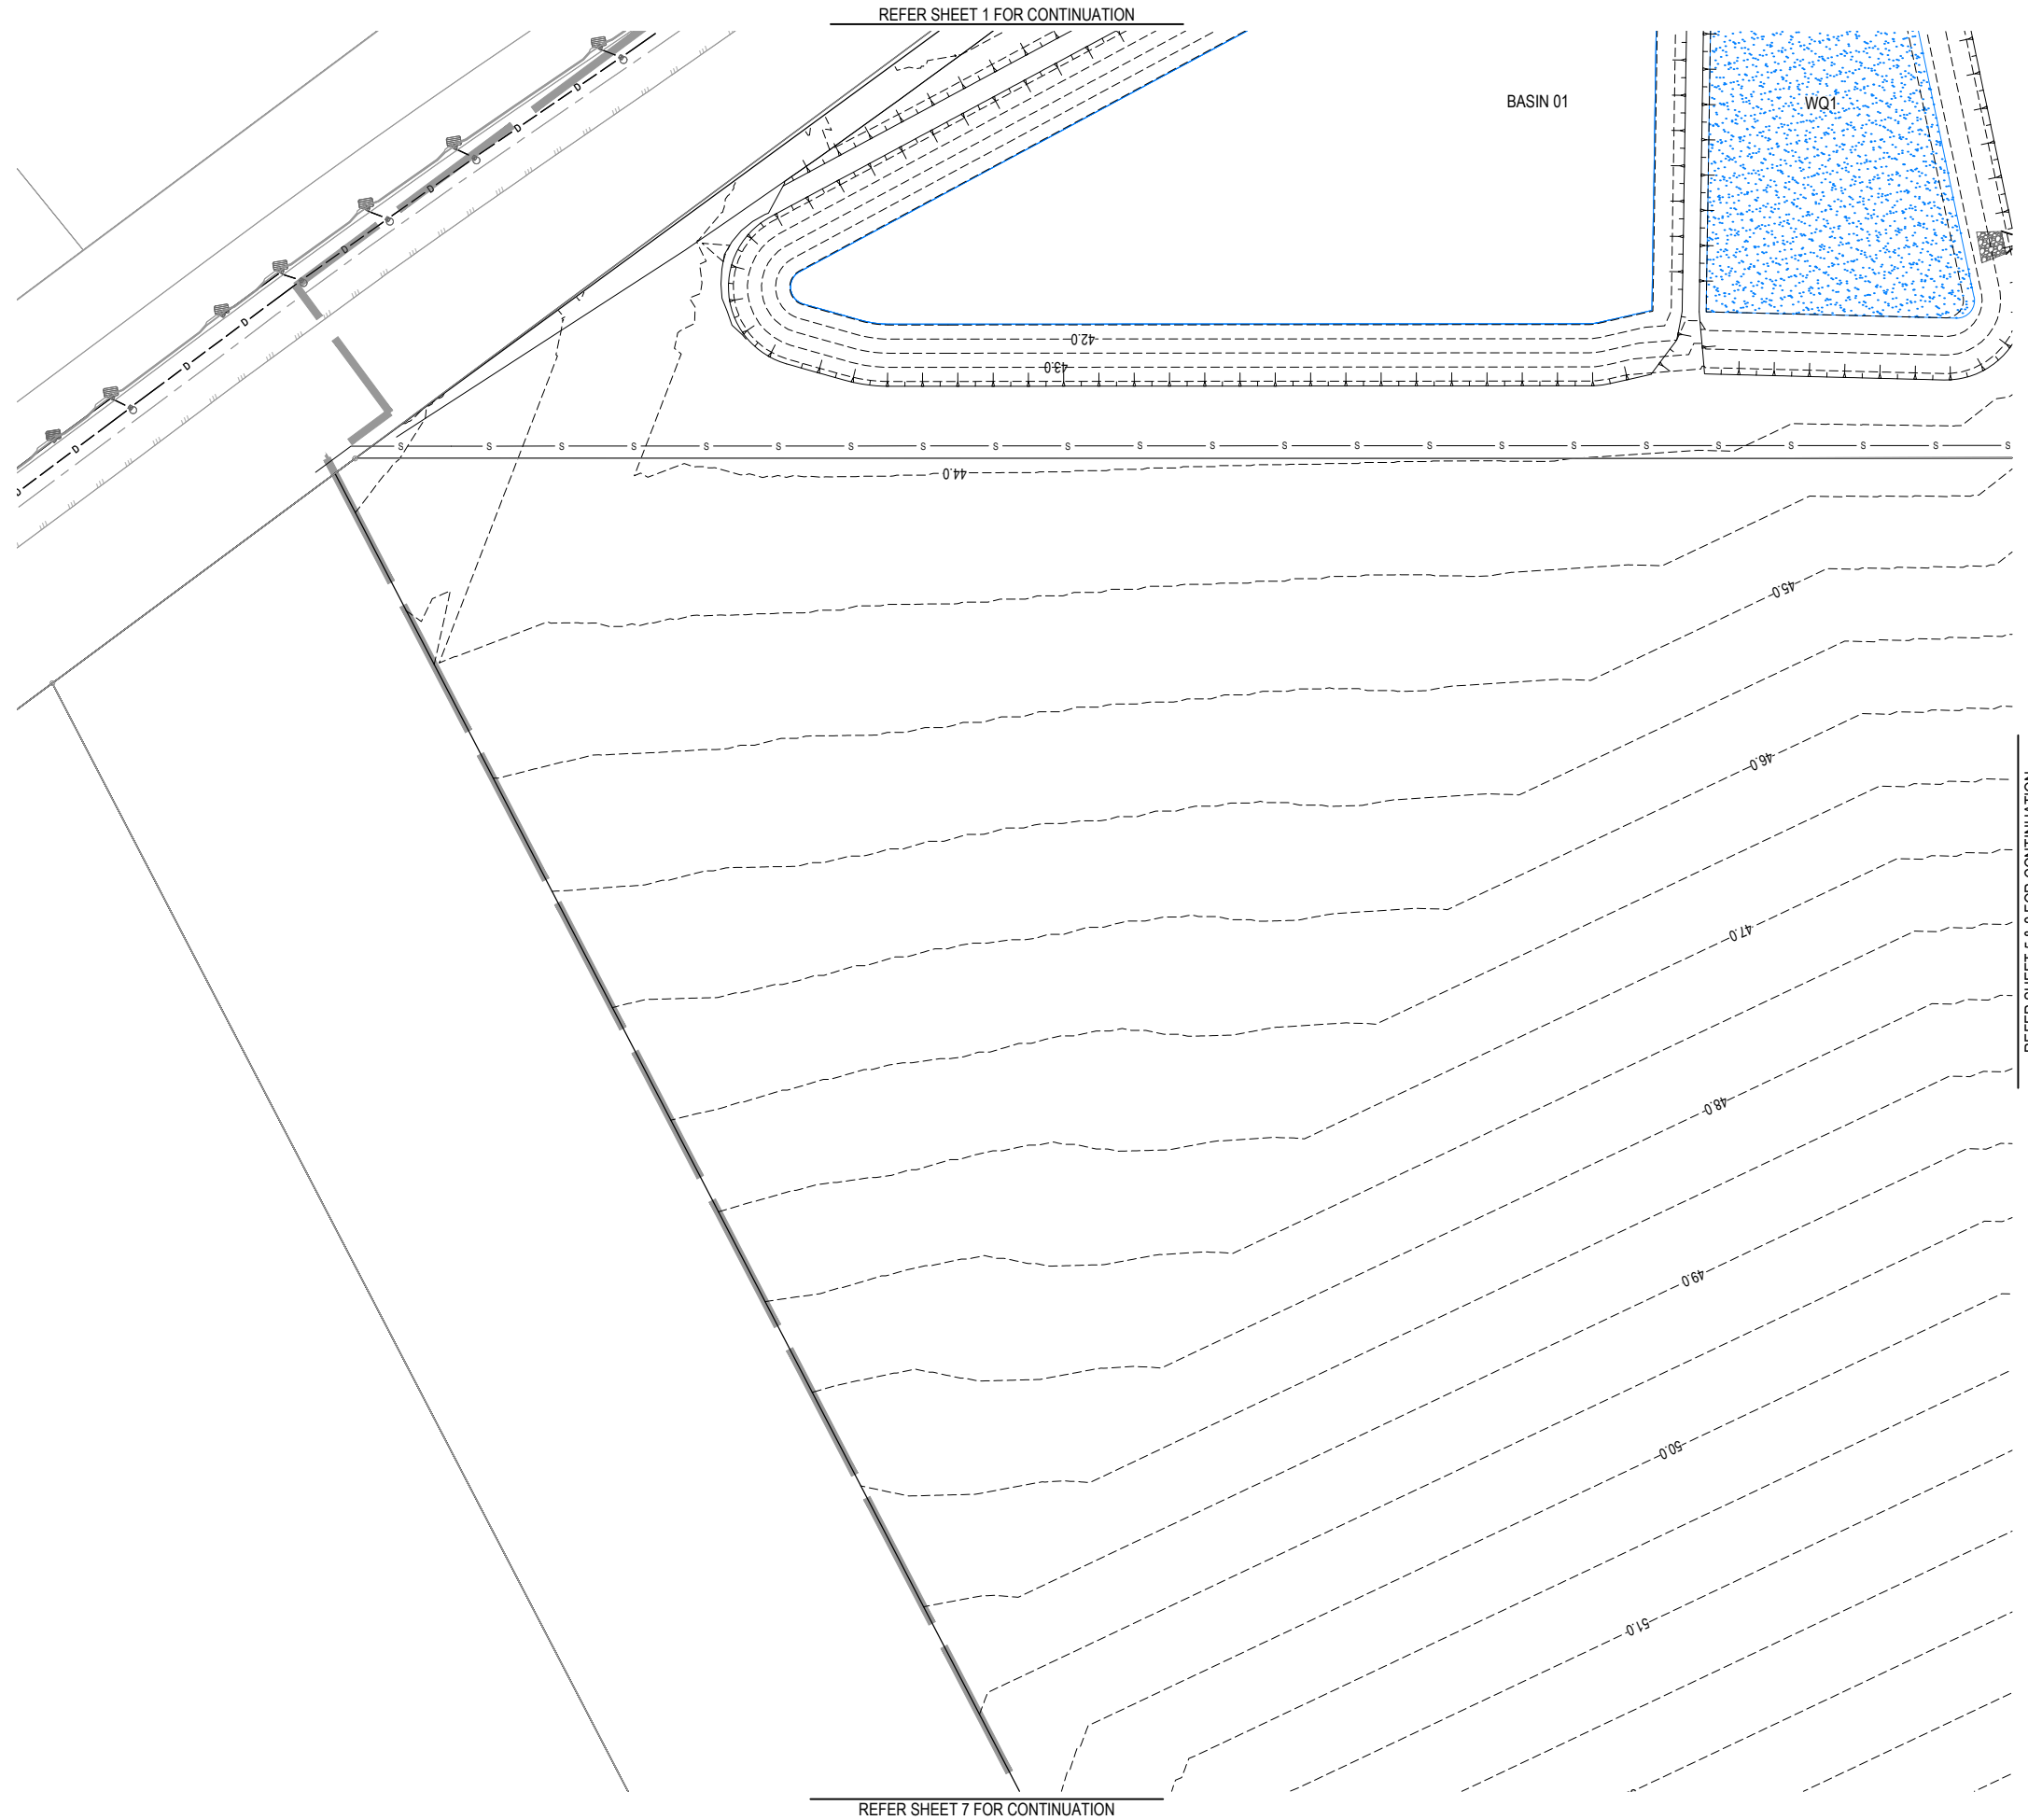 REFER SHEET 1 FOR CONTINUATION
BASIN 01
WQ1
D
D
D
D
D
D
D
D
42.0
43.0
S S S S S S S S S S S S S S S S S S S S S S S
44.0
45.0
46.0
47.0
48.0
49.0
50.0
51.0
REFER SHEET 7 FOR CONTINUATION